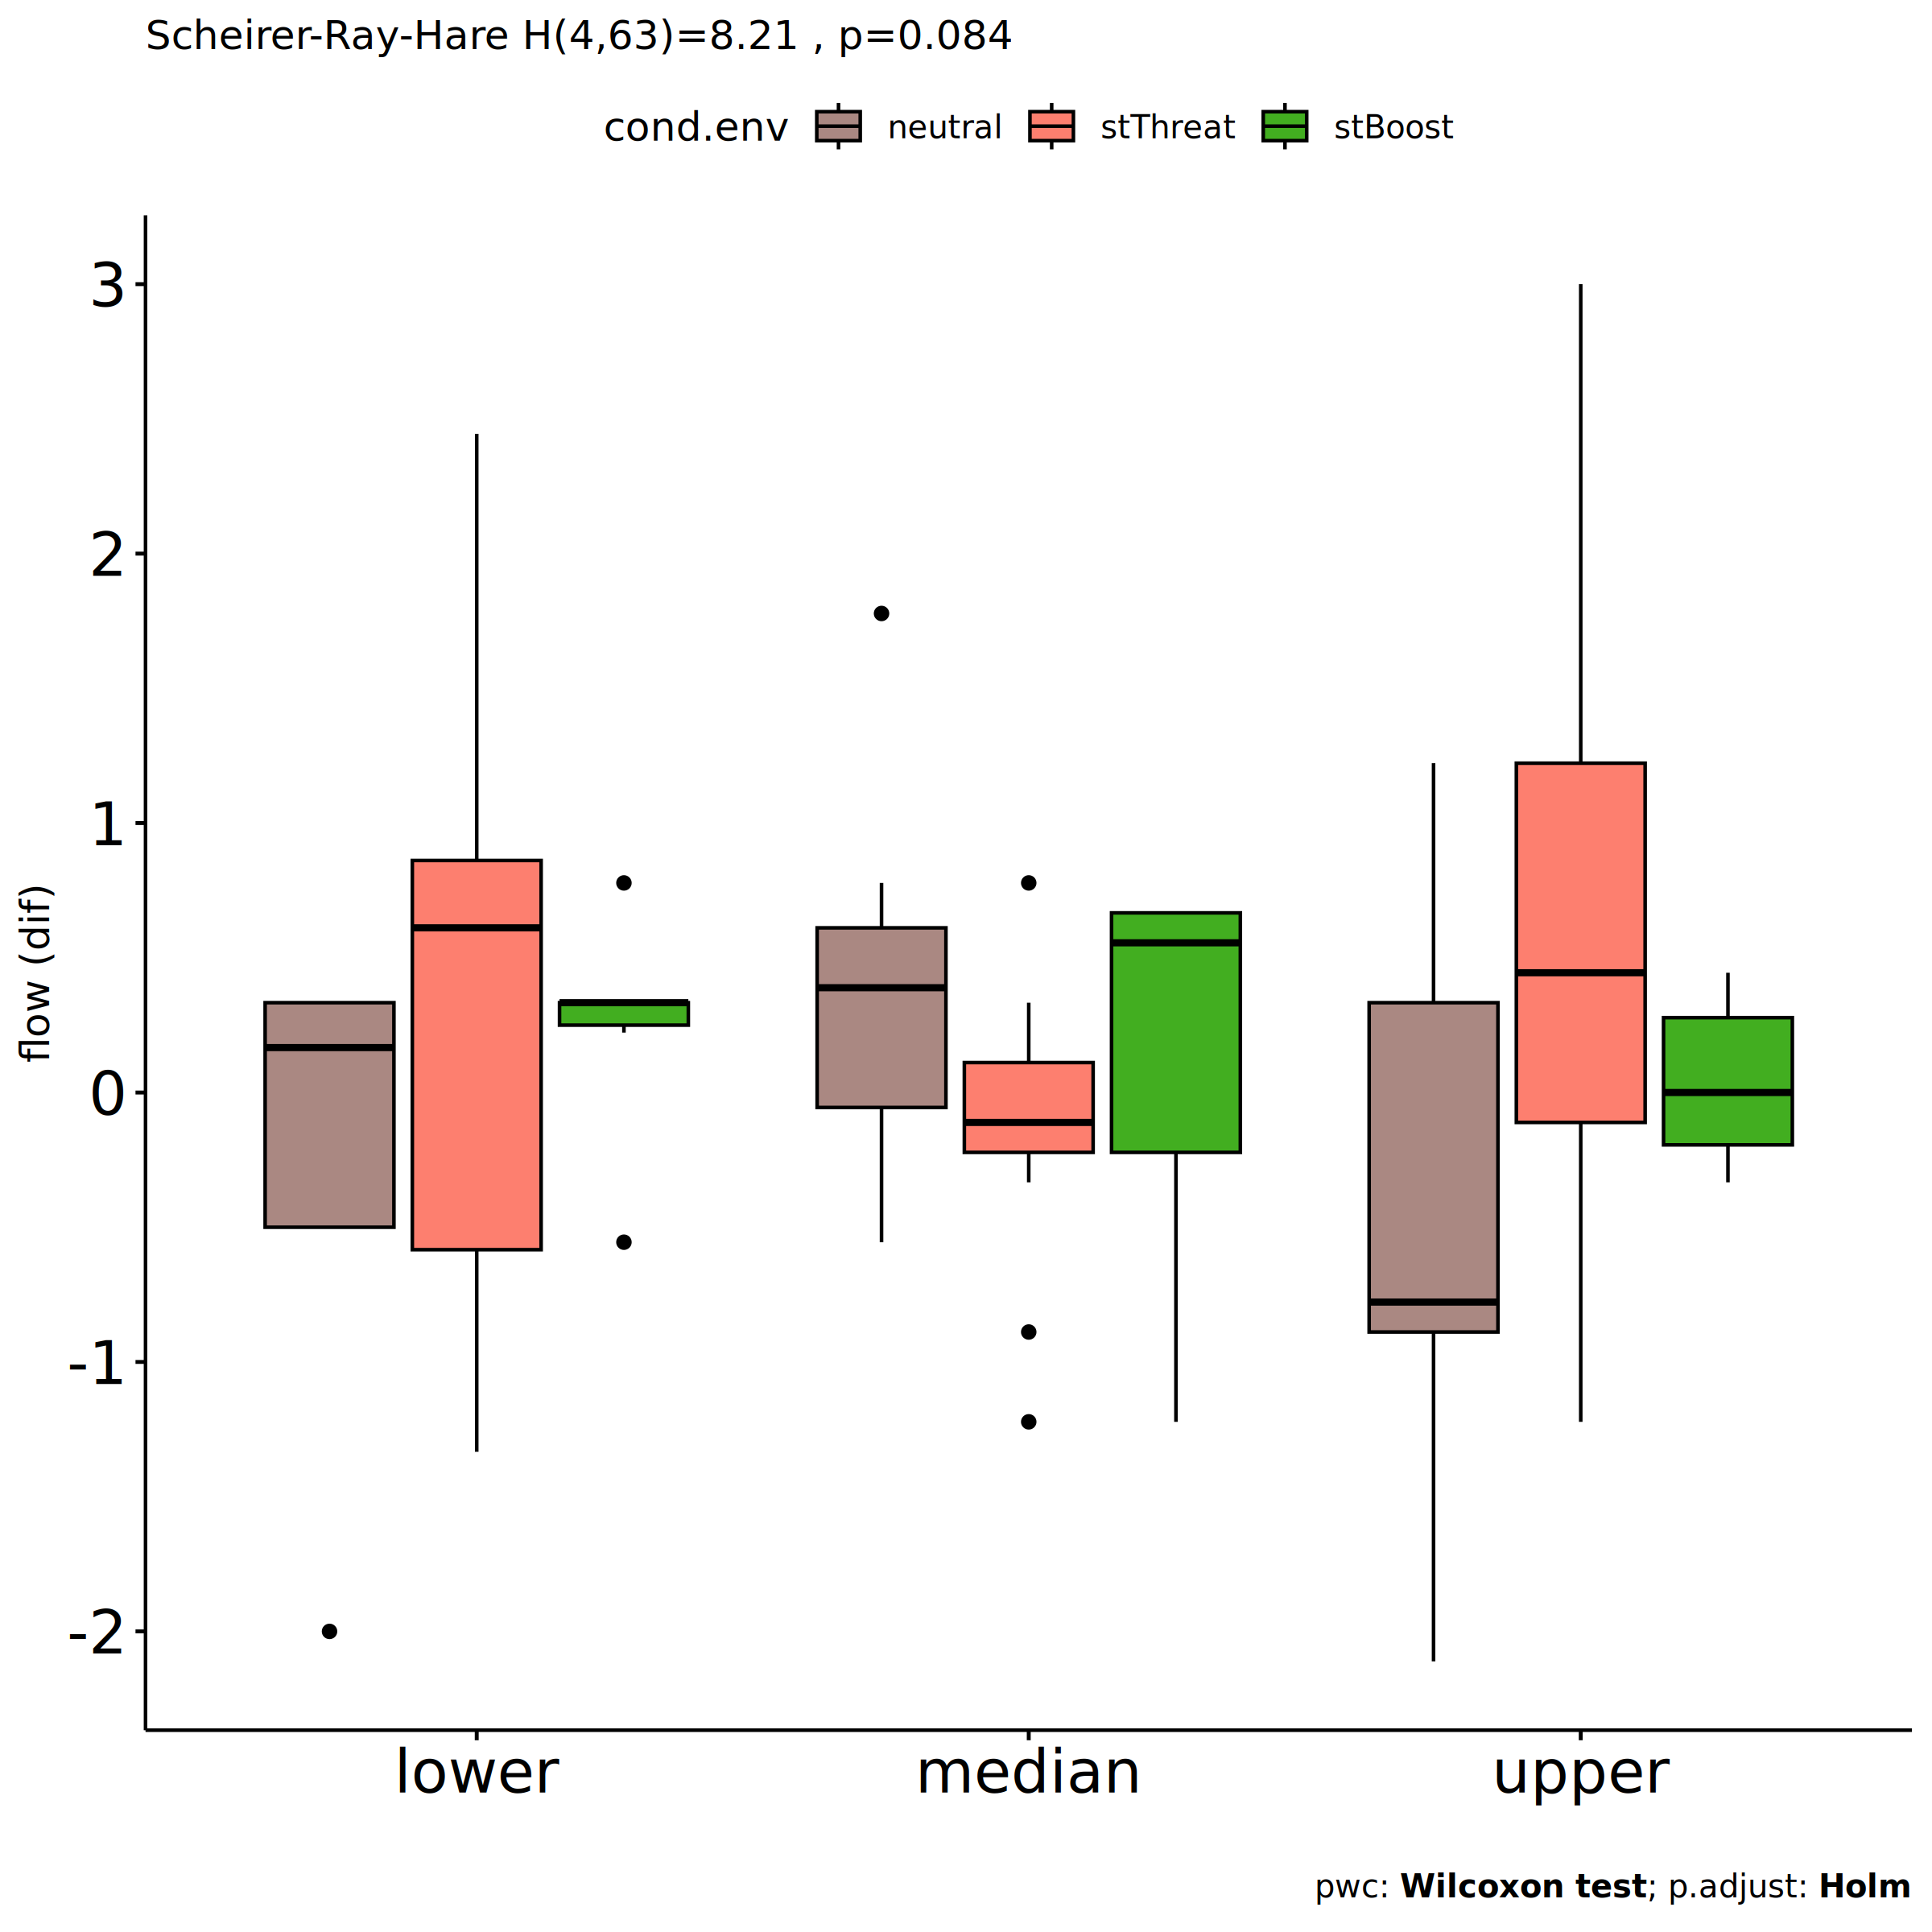 Scheirer-Ray-Hare H(4,63)=8.21 , p=0.084
cond.env neutral stThreat stBoost
3
2
1
0
-1
-2
flow (dif)
lower median upper
pwc: Wilcoxon test; p.adjust: Holm